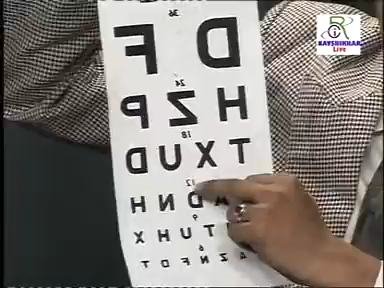 36
D F
24
H Z P
18
T X U D
12
A D N H
9
T U H X
6
N F D T
RAYSHIKHAR
Live